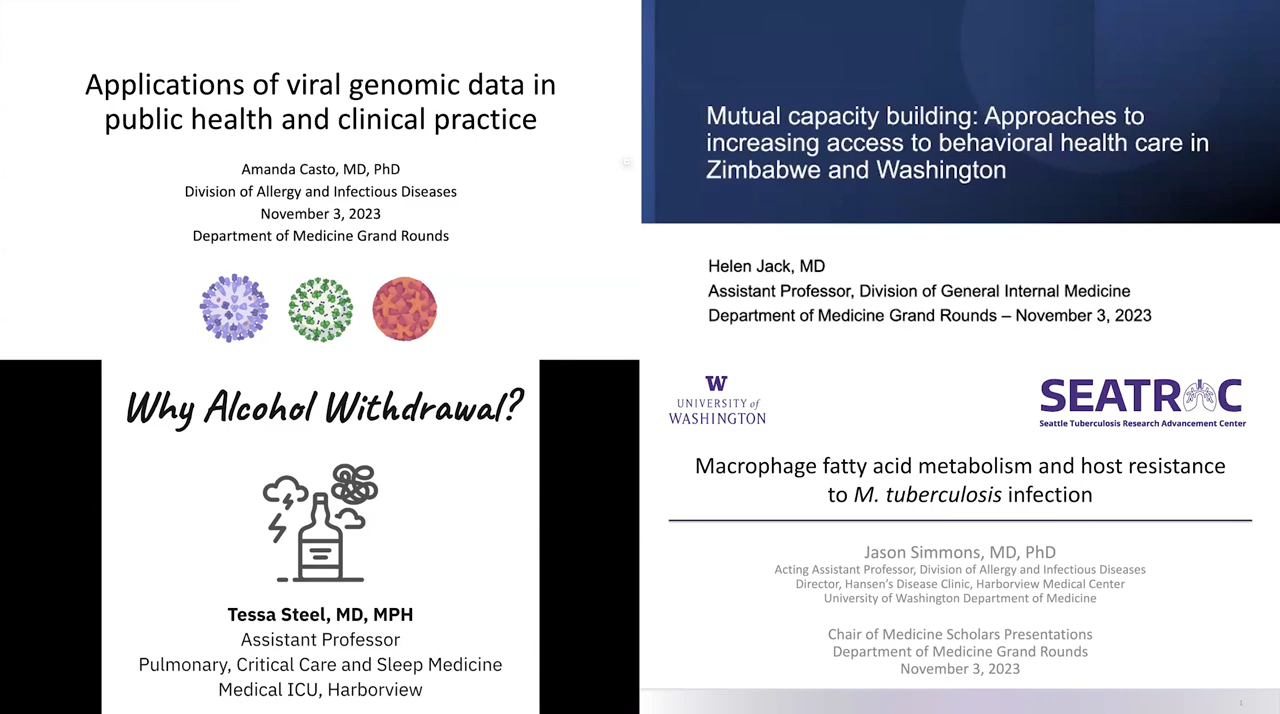 Applications of viral genomic data in
public health and clinical practice
Amanda Casto, MD, PhD
Division of Allergy and Infectious Diseases
November 3, 2023
Department of Medicine Grand Rounds
Mutual capacity building: Approaches to
increasing access to behavioral health care in
Zimbabwe and Washington
Helen Jack, MD
Assistant Professor, Division of General Internal Medicine
Department of Medicine Grand Rounds – November 3, 2023
Why Alcohol Withdrawal?
Tessa Steel, MD, MPH
Assistant Professor
Pulmonary, Critical Care and Sleep Medicine
Medical ICU, Harborview
W
UNIVERSITY of
WASHINGTON
SEATRAC
Seattle Tuberculosis Research Advancement Center
Macrophage fatty acid metabolism and host resistance
to M. tuberculosis infection
Jason Simmons, MD, PhD
Acting Assistant Professor, Division of Allergy and Infectious Diseases
Director, Hansen's Disease Clinic, Harborview Medical Center
University of Washington Department of Medicine
Chair of Medicine Scholars Presentations
Department of Medicine Grand Rounds
November 3, 2023
1